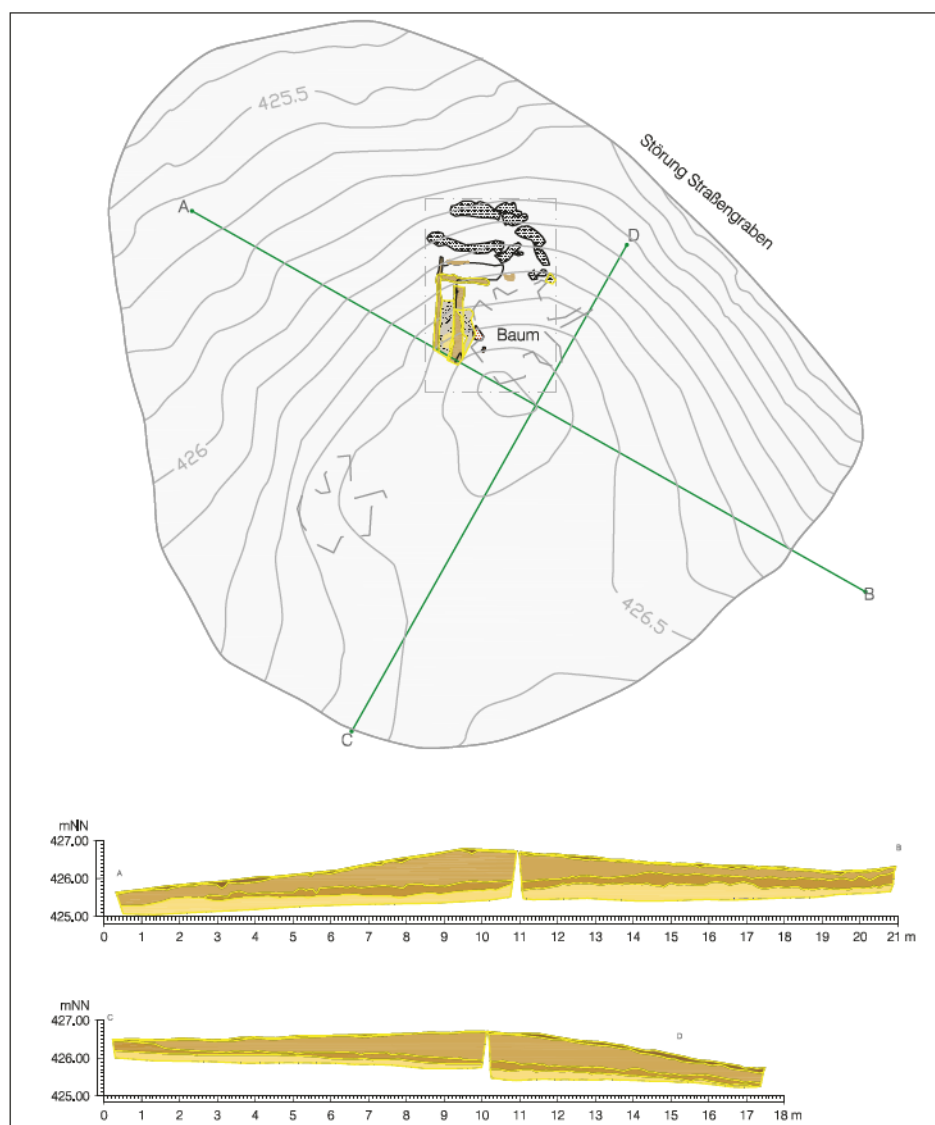 425.5
Störung Straßengraben
A
D
Baum
426
B
426.5
C
mNN
427.00
A
B
426.00
425.00
0 1 2 3 4 5 6 7 8 9 10 11 12 13 14 15 16 17 18 19 20 21 m
mNN
C
427.00
D
426.00
425.00
0 1 2 3 4 5 6 7 8 9 10 11 12 13 14 15 16 17 18 m